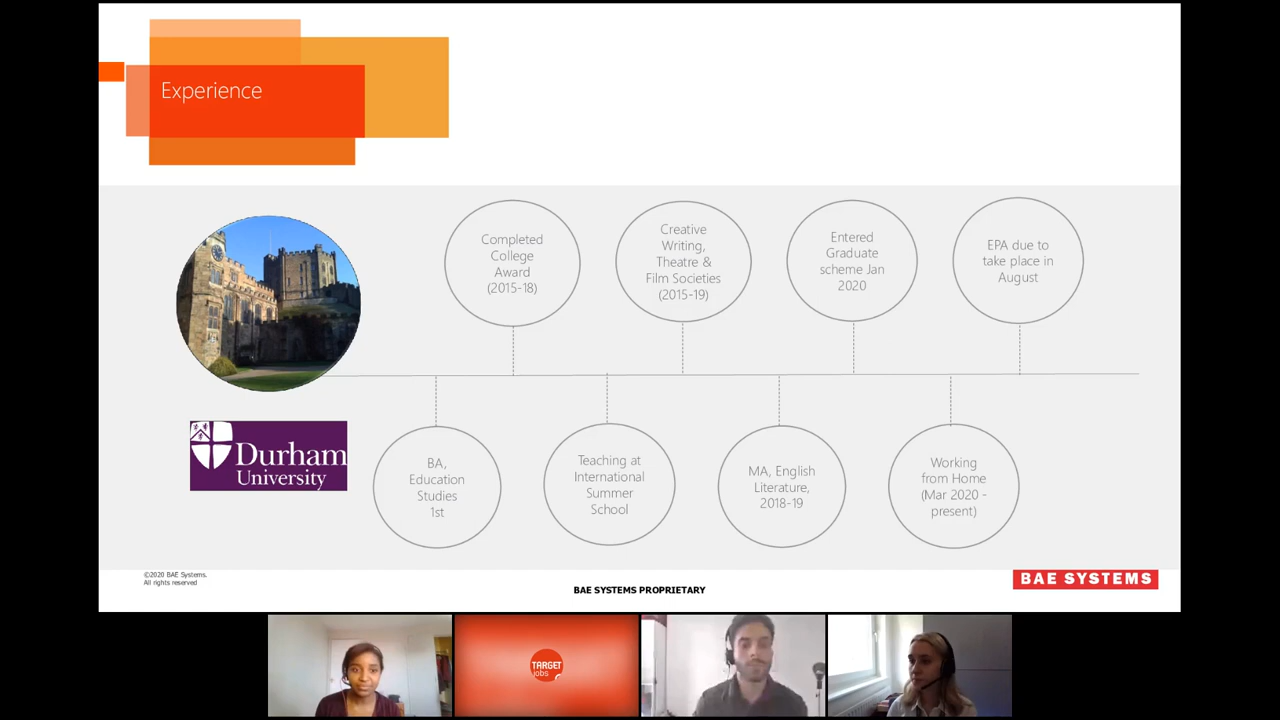 Experience
Completed
College
Award
(2015-18)
Creative
Writing,
Theatre &
Film Societies
(2015-19)
Entered
Graduate
scheme Jan
2020
EPA due to
take place in
August
BA,
Education
Studies
1st
Teaching at
International
Summer
School
MA, English
Literature,
2018-19
Working
from Home
(Mar 2020 -
present)
Durham
University
©2020 BAE Systems.
All rights reserved
BAE SYSTEMS PROPRIETARY
BAE SYSTEMS
TARGET
jobs